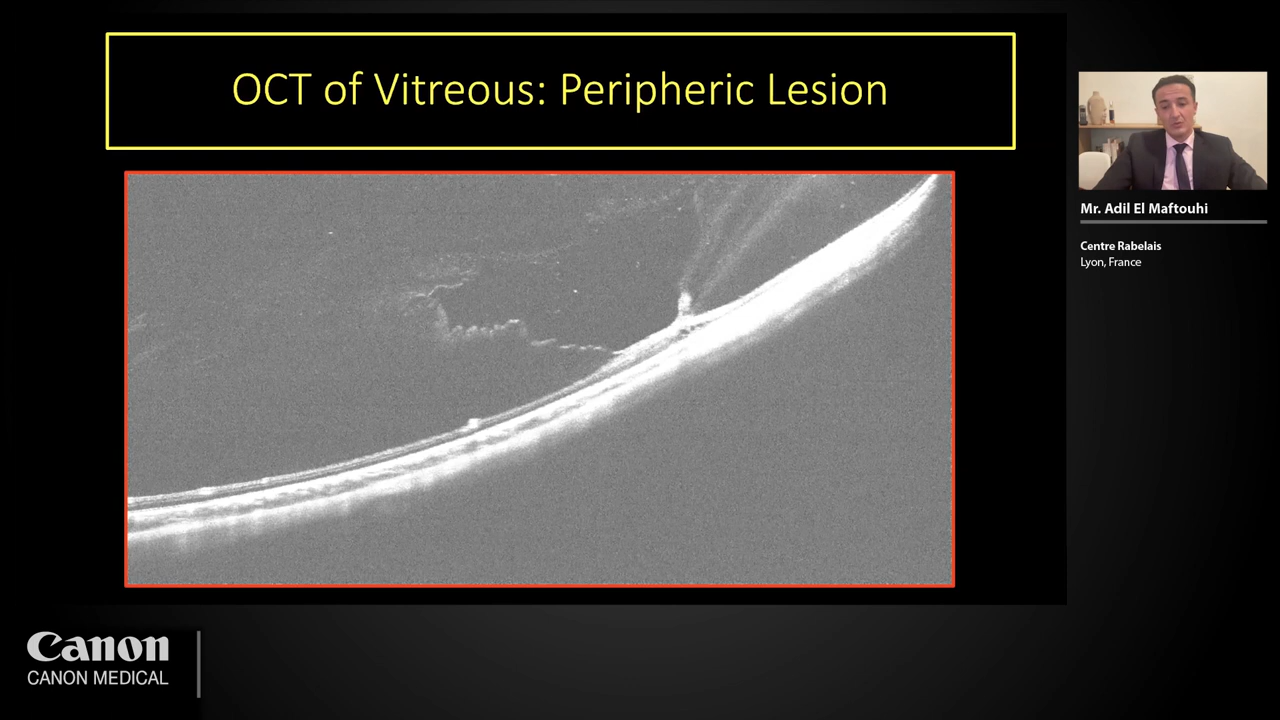 OCT of Vitreous: Peripheric Lesion
Mr. Adil El Maftouhi
Centre Rabelais
Lyon, France
Canon
CANON MEDICAL